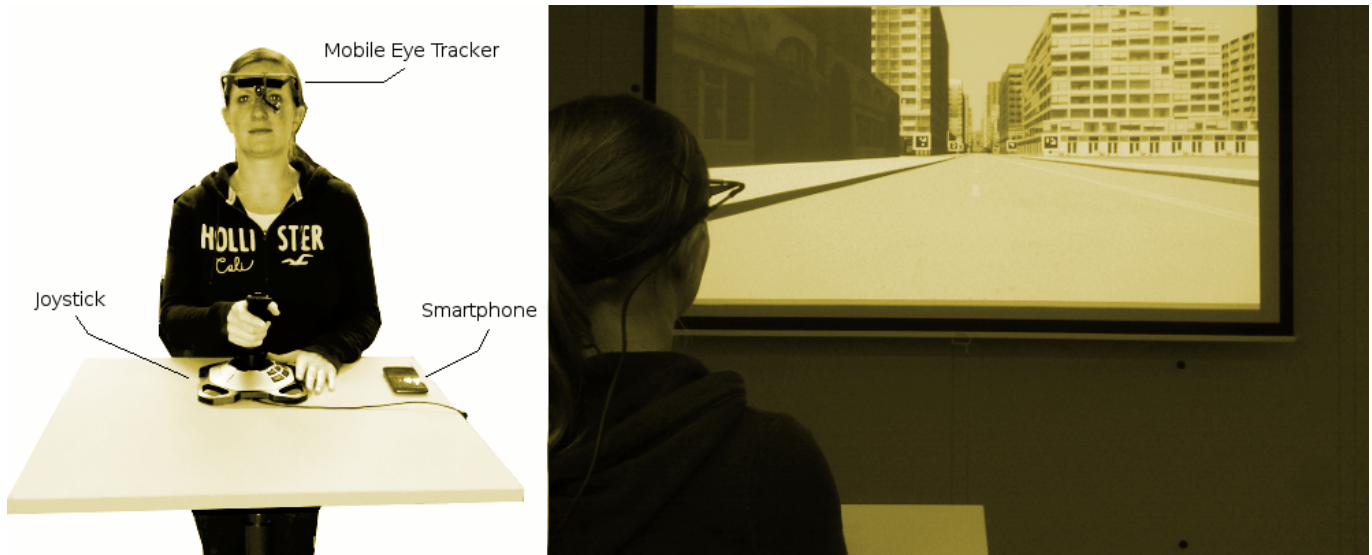 Mobile Eye Tracker
HOLLISTER
Cali
Joystick
Smartphone